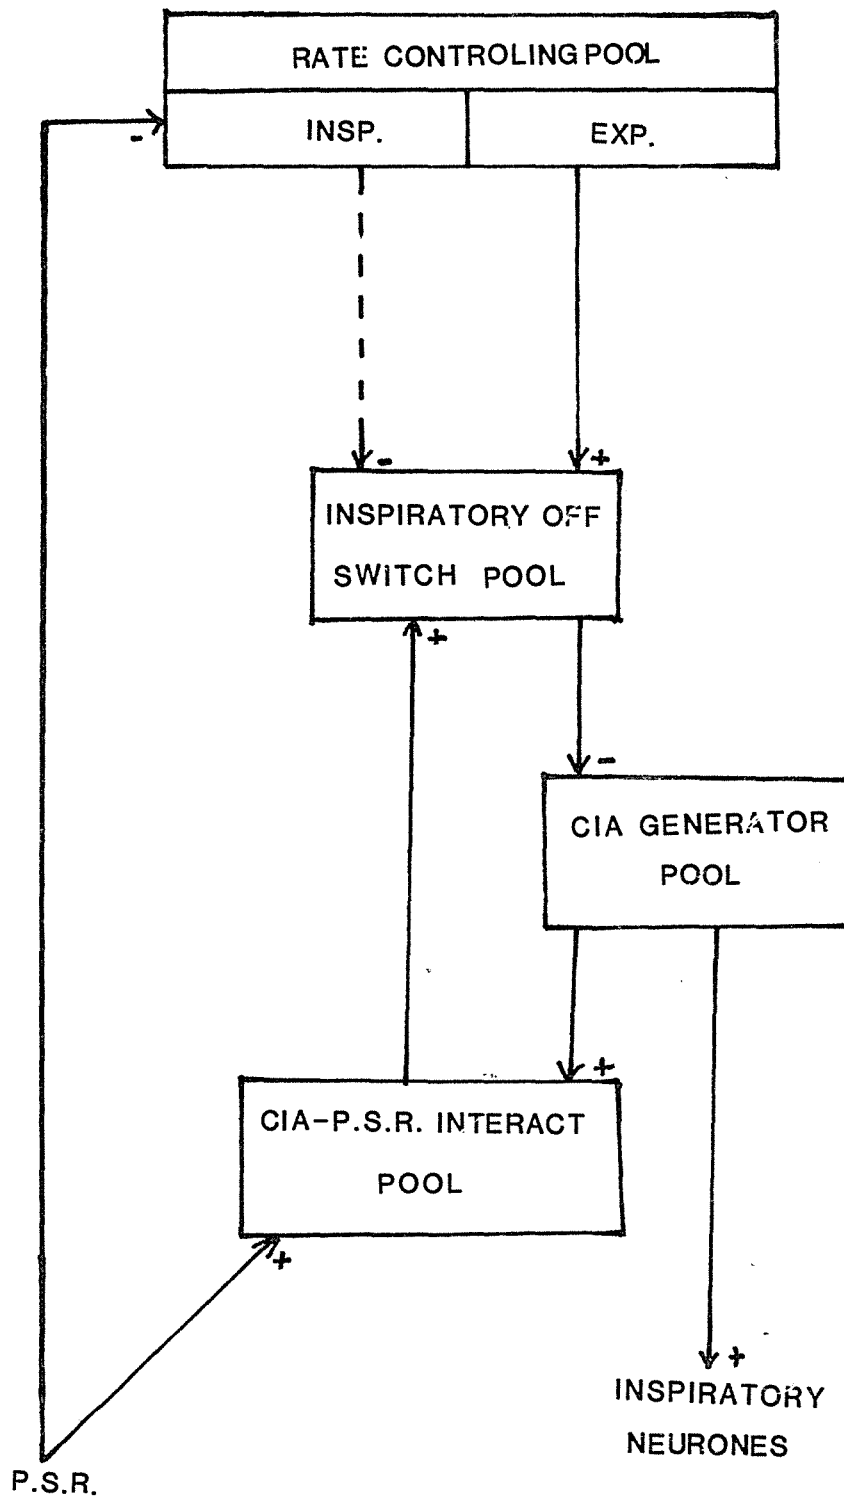 RATE CONTROLING POOL
INSP.
EXP.
-
-
+
INSPIRATORY OFF
SWITCH POOL
+
-
CIA GENERATOR
POOL
+
CIA-P.S.R. INTERACT
POOL
+
+
INSPIRATORY
NEURONES
P.S.R.